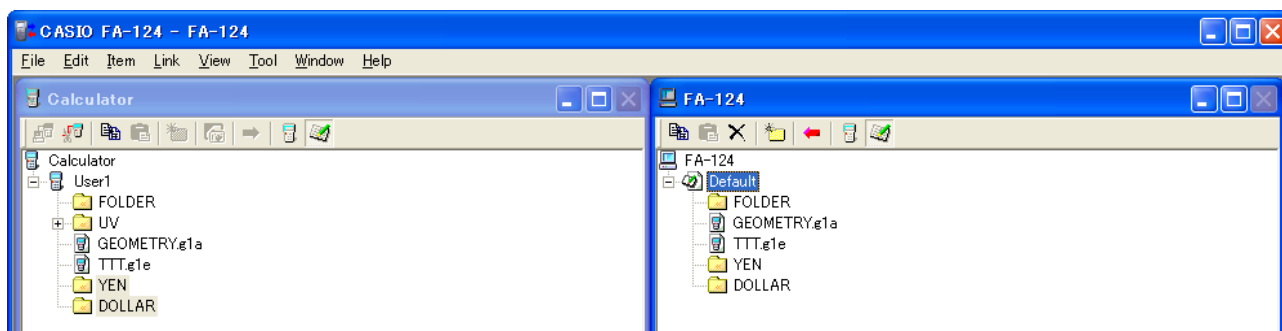 CASIO FA-124 - FA-124
File Edit Item Link View Tool Window Help
Calculator
Calculator
User1
FOLDER
UV
GEOMETRY.g1a
TTT.g1e
YEN
DOLLAR
FA-124
FA-124
Default
FOLDER
GEOMETRY.g1a
TTT.g1e
YEN
DOLLAR